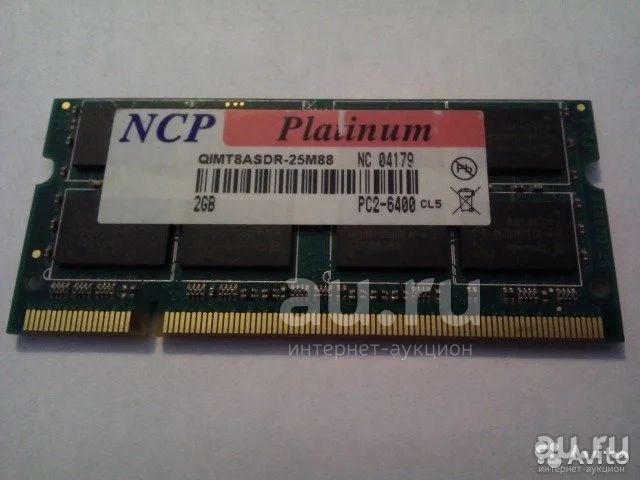 NCP Platinum
QIMT8ASDR-25M88 NC 04179
2GB PC2-6400 CL5
au.ru
интернет-аукцион
au.ru
Avito
интернет-аукцион